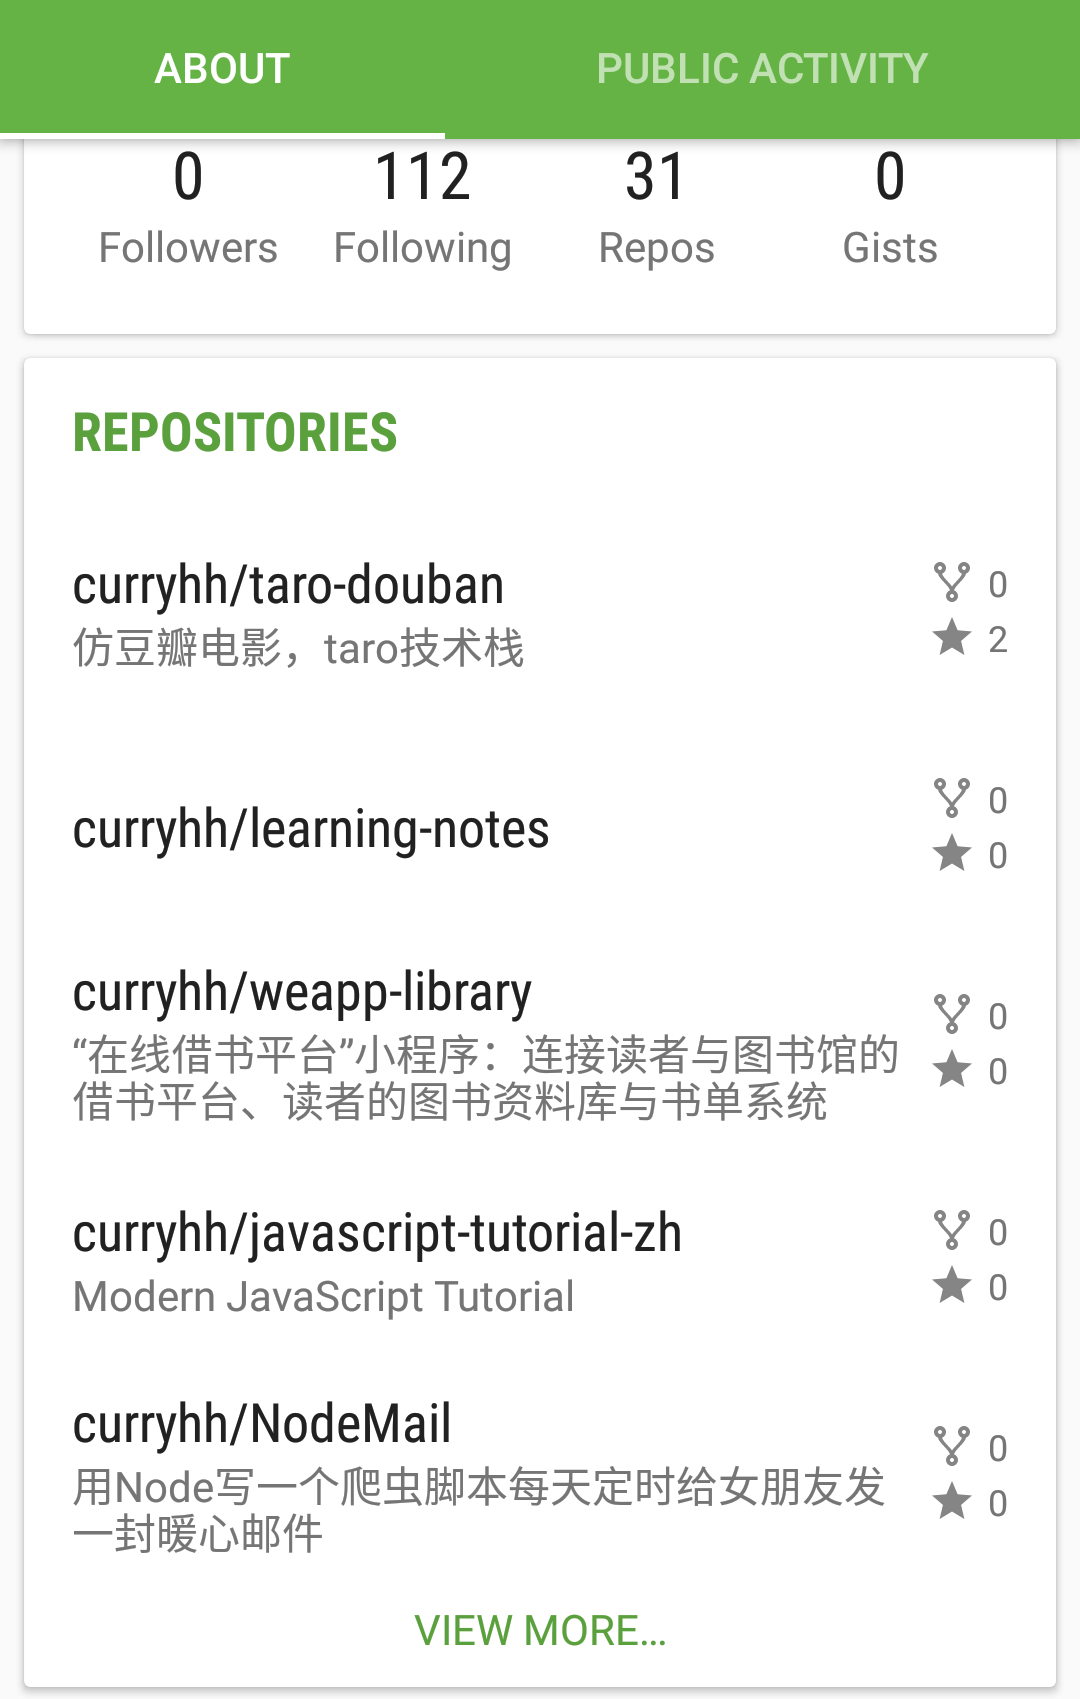 ABOUT
PUBLIC ACTIVITY
0
112
31
0
Followers
Following
Repos
Gists
REPOSITORIES
curryhh/taro-douban
0
仿豆瓣电影，taro技术栈
2
curryhh/learning-notes
0
0
curryhh/weapp-library
0
“在线借书平台”小程序：连接读者与图书馆的
借书平台、读者的图书资料库与书单系统
0
curryhh/javascript-tutorial-zh
0
Modern JavaScript Tutorial
0
curryhh/NodeMail
0
用Node写一个爬虫脚本每天定时给女朋友发
一封暖心邮件
0
VIEW MORE...